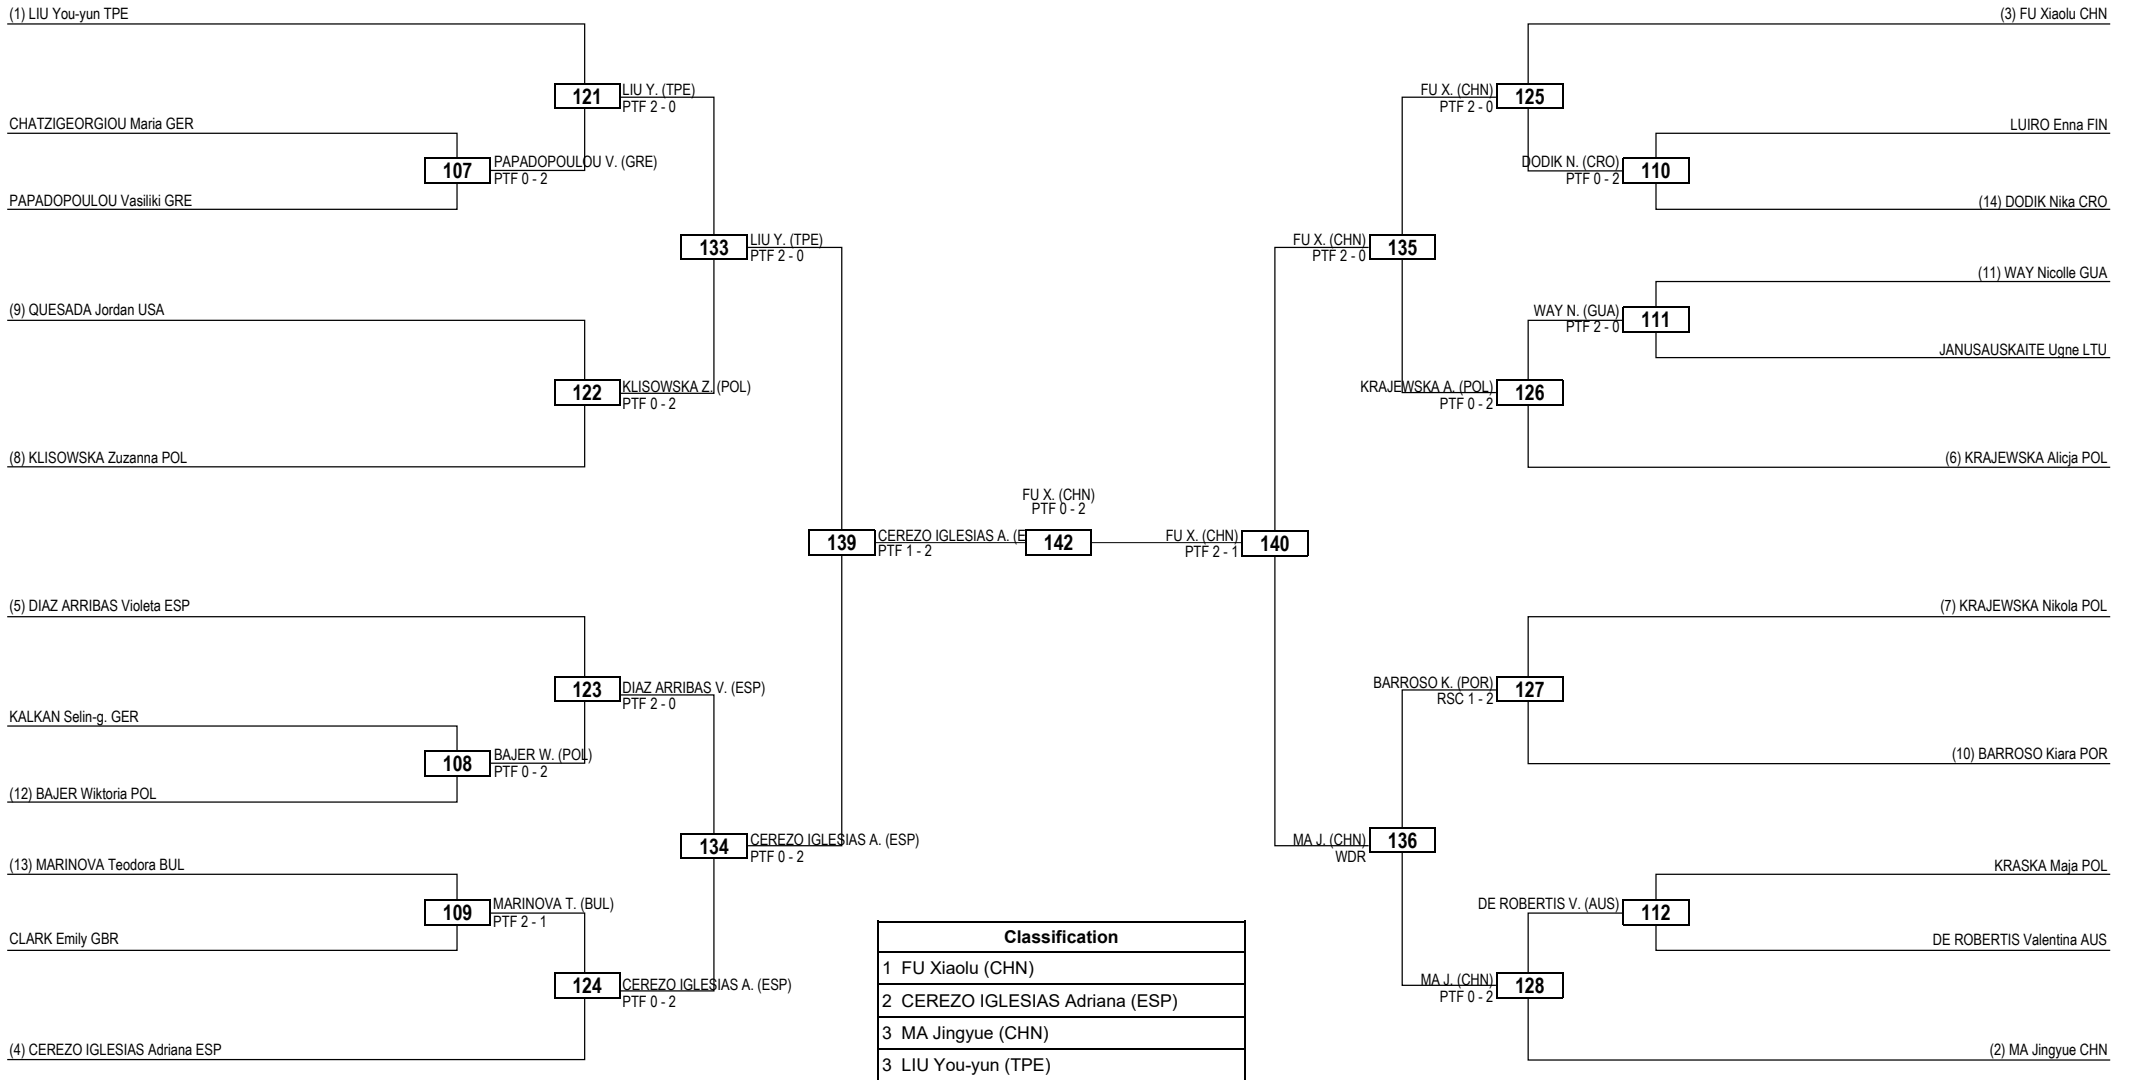 (1) LIU You-yun TPE
(3) FU Xiaolu CHN
121
LIU Y. (TPE)
PTF 2 - 0
FU X. (CHN)
PTF 2 - 0
125
CHATZIGEORGIOU Maria GER
LUIRO Enna FIN
107
PAPADOPOULOU V. (GRE)
PTF 0 - 2
DODIK N. (CRO)
PTF 0 - 2
110
PAPADOPOULOU Vasiliki GRE
(14) DODIK Nika CRO
133
LIU Y. (TPE)
PTF 2 - 0
FU X. (CHN)
PTF 2 - 0
135
(11) WAY Nicolle GUA
(9) QUESADA Jordan USA
WAY N. (GUA)
PTF 2 - 0
111
JANUSAUSKAITE Ugne LTU
122
KLISOWSKA Z. (POL)
PTF 0 - 2
KRAJEWSKA A. (POL)
PTF 0 - 2
126
(8) KLISOWSKA Zuzanna POL
(6) KRAJEWSKA Alicja POL
FU X. (CHN)
PTF 0 - 2
139
CEREZO IGLESIAS A. (E
PTF 1 - 2
142
FU X. (CHN)
PTF 2 - 1
140
(5) DIAZ ARRIBAS Violeta ESP
(7) KRAJEWSKA Nikola POL
123
DIAZ ARRIBAS V. (ESP)
PTF 2 - 0
BARROSO K. (POR)
RSC 1 - 2
127
KALKAN Selin-g. GER
108
BAJER W. (POL)
PTF 0 - 2
(10) BARROSO Kiara POR
(12) BAJER Wiktoria POL
134
CEREZO IGLESIAS A. (ESP)
PTF 0 - 2
MA J. (CHN)
WDR
136
(13) MARINOVA Teodora BUL
KRASKA Maja POL
109
MARINOVA T. (BUL)
PTF 2 - 1
DE ROBERTIS V. (AUS)
112
CLARK Emily GBR
DE ROBERTIS Valentina AUS
124
CEREZO IGLESIAS A. (ESP)
PTF 0 - 2
MA J. (CHN)
PTF 0 - 2
128
(4) CEREZO IGLESIAS Adriana ESP
(2) MA Jingyue CHN
Classification
1 FU Xiaolu (CHN)
2 CEREZO IGLESIAS Adriana (ESP)
3 MA Jingyue (CHN)
3 LIU You-yun (TPE)